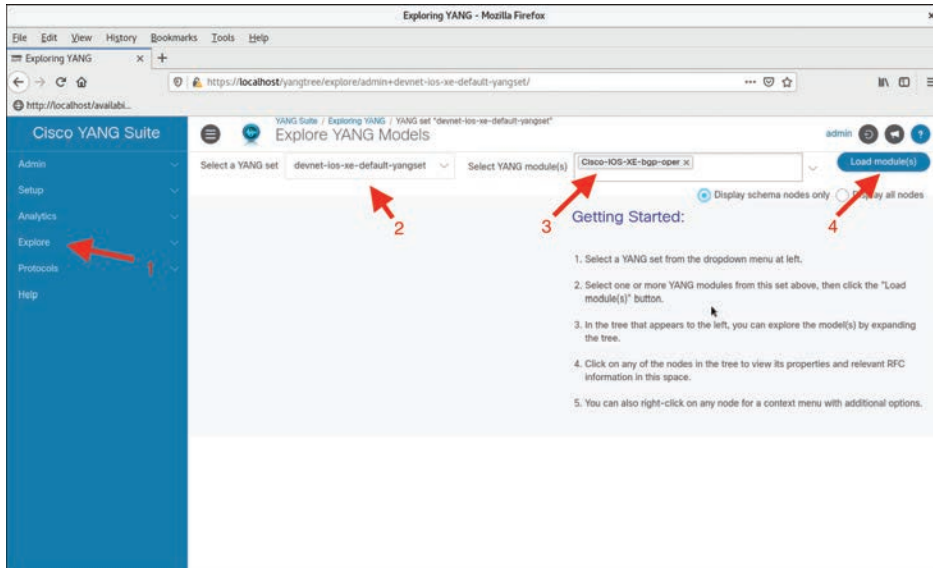 Exploring YANG - Mozilla Firefox
File Edit View History Bookmarks Tools Help
Exploring YANG × +
https://localhost/yangtree/explore/admin+devnet-ios-xe-default-yangset/
http://localhost/availabi...
Cisco YANG Suite
YANG Suite / Exploring YANG / YANG set "devnet-ios-xe-default-yangset"
Explore YANG Models
admin
Admin
Setup
Analytics
Explore
Protocols
Help
Select a YANG set devnet-ios-xe-default-yangset Select YANG module(s) Cisco-IOS-XE-bgp-oper × Load module(s)
Display schema nodes only Display all nodes
1
2
3
4
Getting Started:
1. Select a YANG set from the dropdown menu at left.
2. Select one or more YANG modules from this set above, then click the "Load
module(s)" button.
3. In the tree that appears to the left, you can explore the model(s) by expanding
the tree.
4. Click on any of the nodes in the tree to view its properties and relevant RFC
information in this space.
5. You can also right-click on any node for a context menu with additional options.